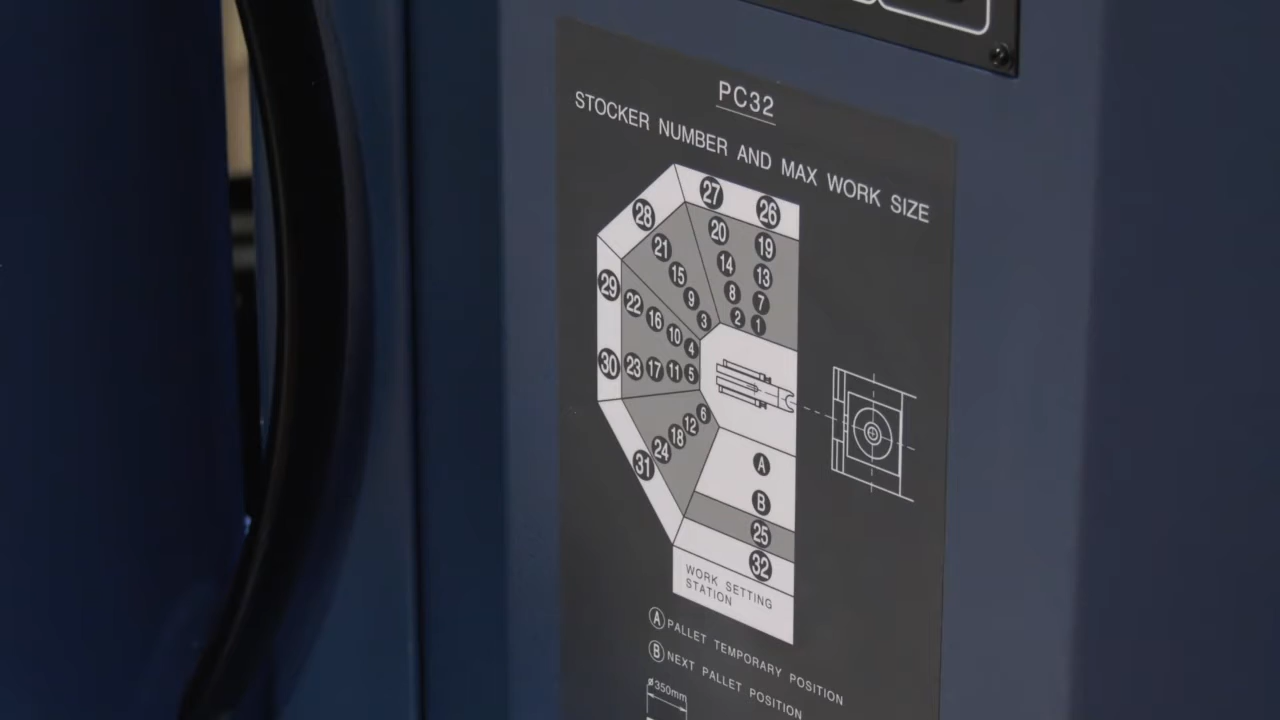 PC32
STOCKER NUMBER AND MAX WORK SIZE
27 26
28 20 19
21 14 13
15 8 7
29 22 9 2 1
16 10 3
4
30 23 17 11 5
6
12
18
24
31
A
B
25
32
WORK SETTING
STATION
A PALLET TEMPORARY POSITION
B NEXT PALLET POSITION
ø350mm